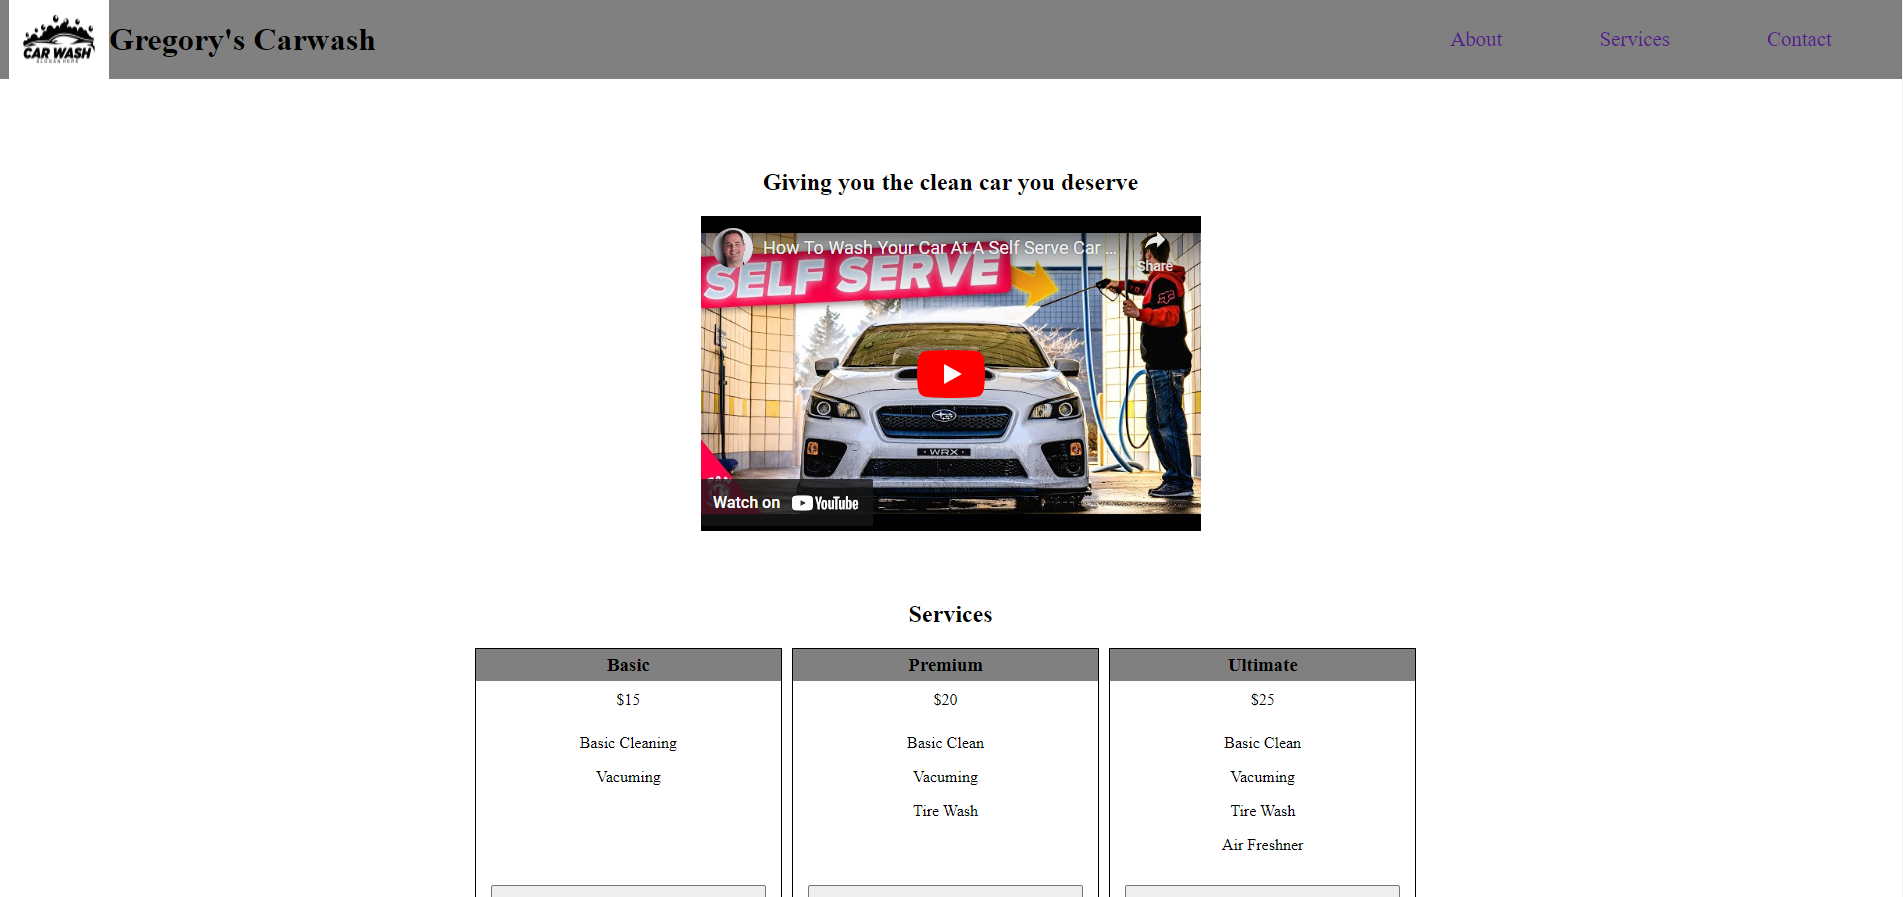 CAR WASH
SLOGAN HERE
Gregory's Carwash
About
Services
Contact
Giving you the clean car you deserve
How To Wash Your Car At A Self Serve Car ...
Share
SELF SERVE
WRX
Watch on YouTube
Services
Basic
$15
Basic Cleaning
Vacuming
Premium
$20
Basic Clean
Vacuming
Tire Wash
Ultimate
$25
Basic Clean
Vacuming
Tire Wash
Air Freshner